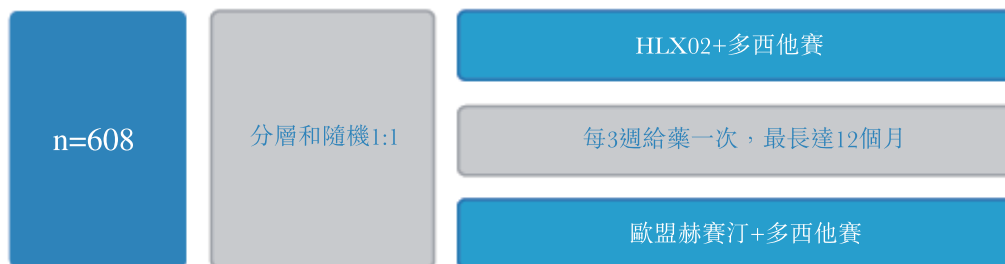 n=608
分層和隨機1:1
HLX02+多西他賽
每3週給藥一次，最長達12個月
歐盟赫賽汀+多西他賽